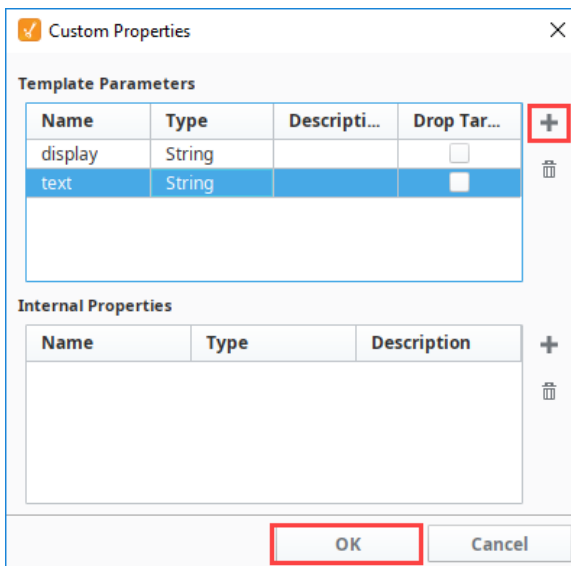 Custom Properties
Template Parameters
Name Type Descripti... Drop Tar...
display String
text String
Internal Properties
Name Type Description
OK Cancel